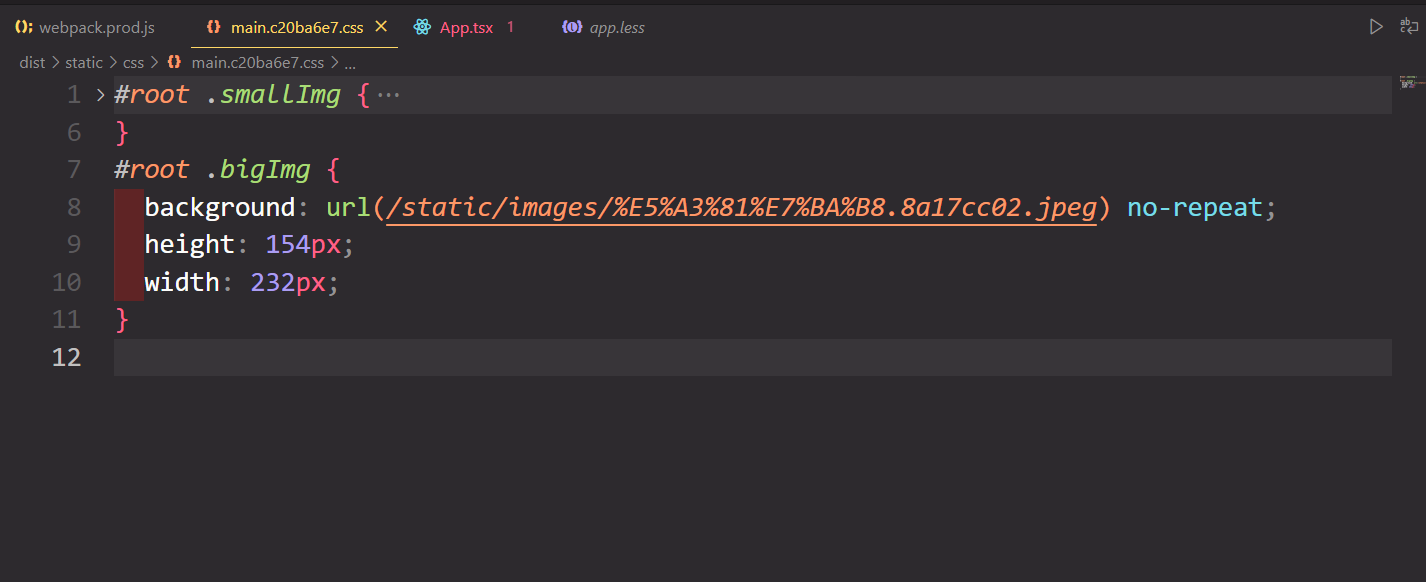 webpack.prod.js main.c20ba6e7.css App.tsx 1 app.less
dist > static > css > main.c20ba6e7.css > ...
1 #root .smallImg { ...
6 }
7 #root .bigImg {
8 background: url(/static/images/%E5%A3%81%E7%BA%B8.8a17cc02.jpeg) no-repeat;
9 height: 154px;
10 width: 232px;
11 }
12